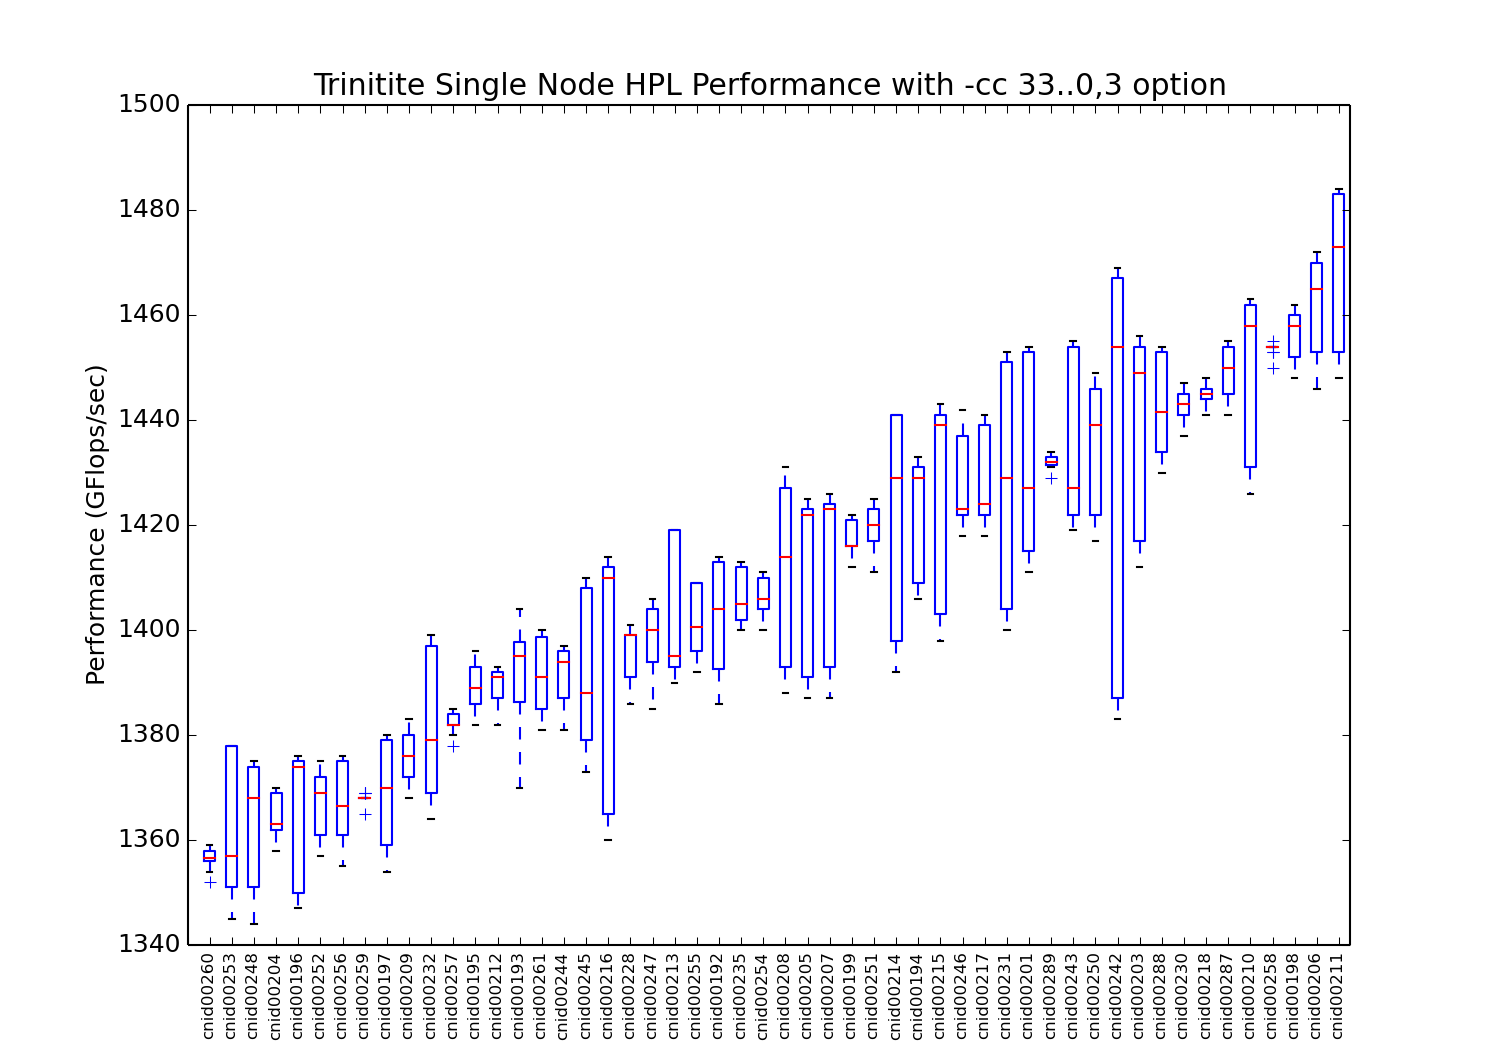 Trinitite Single Node HPL Performance with -cc 33..0,3 option
Performance (GFlops/sec)
1500
1480
1460
1440
1420
1400
1380
1360
1340
cnid00260
cnid00253
cnid00248
cnid00204
cnid00196
cnid00252
cnid00256
cnid00259
cnid00197
cnid00209
cnid00232
cnid00257
cnid00195
cnid00212
cnid00193
cnid00261
cnid00244
cnid00245
cnid00216
cnid00228
cnid00247
cnid00213
cnid00255
cnid00192
cnid00235
cnid00254
cnid00208
cnid00205
cnid00207
cnid00199
cnid00251
cnid00214
cnid00194
cnid00215
cnid00246
cnid00217
cnid00231
cnid00201
cnid00289
cnid00243
cnid00250
cnid00242
cnid00203
cnid00288
cnid00230
cnid00218
cnid00287
cnid00210
cnid00258
cnid00198
cnid00206
cnid00211